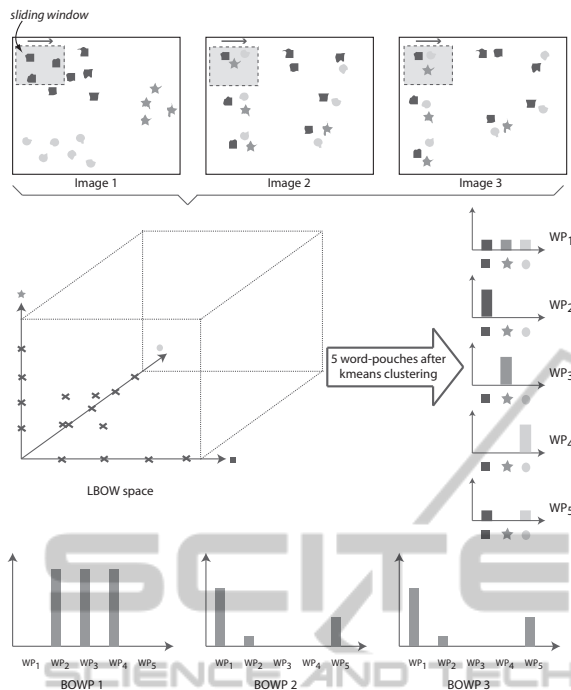 sliding window
Image 1
Image 2
Image 3
WP1
WP2
5 word-pouches after
kmeans clustering
WP3
WP4
LBOW space
WP5
WP1 WP2 WP3 WP4 WP5
WP1 WP2 WP3 WP4 WP5
WP1 WP2 WP3 WP4 WP5
BOWP 1
BOWP 2
BOWP 3
SCITE
SCIENCE AND TECH